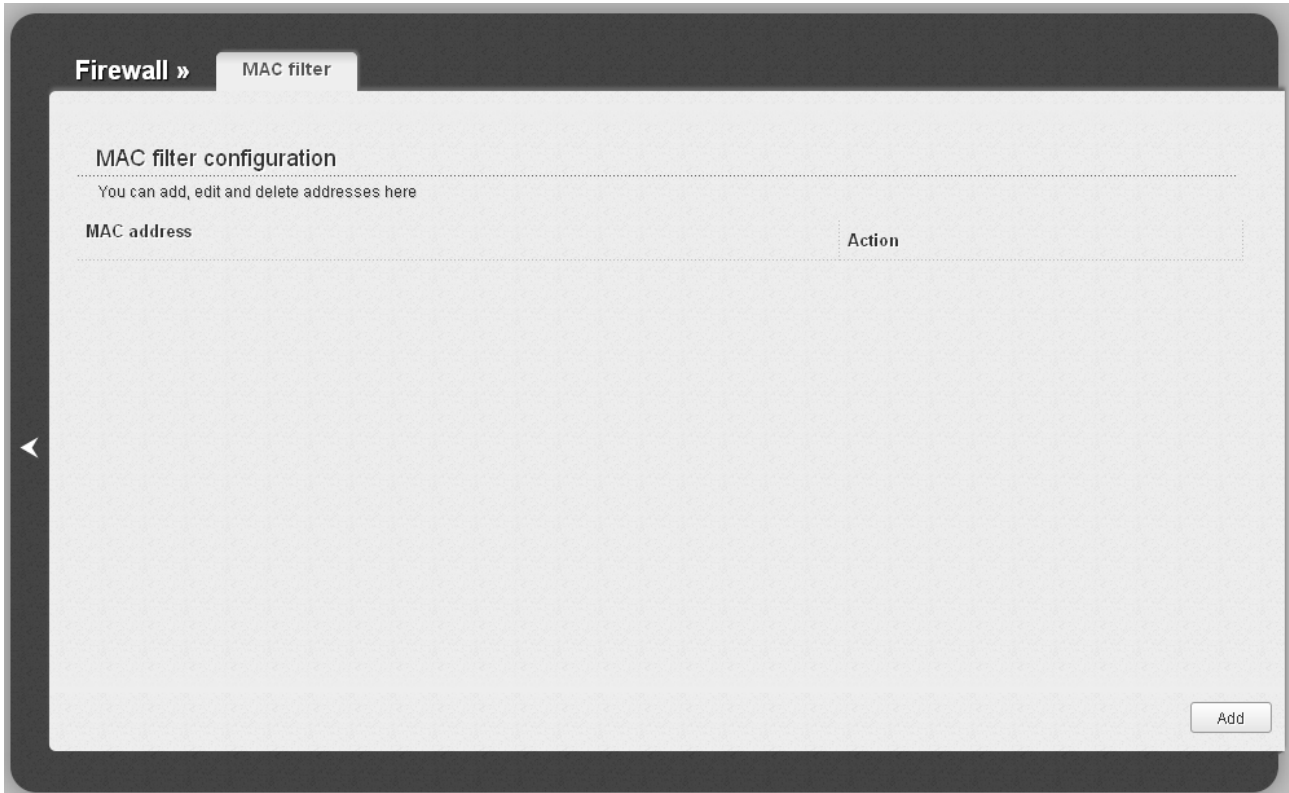 Firewall » MAC filter
MAC filter configuration
You can add, edit and delete addresses here
MAC address Action
Add